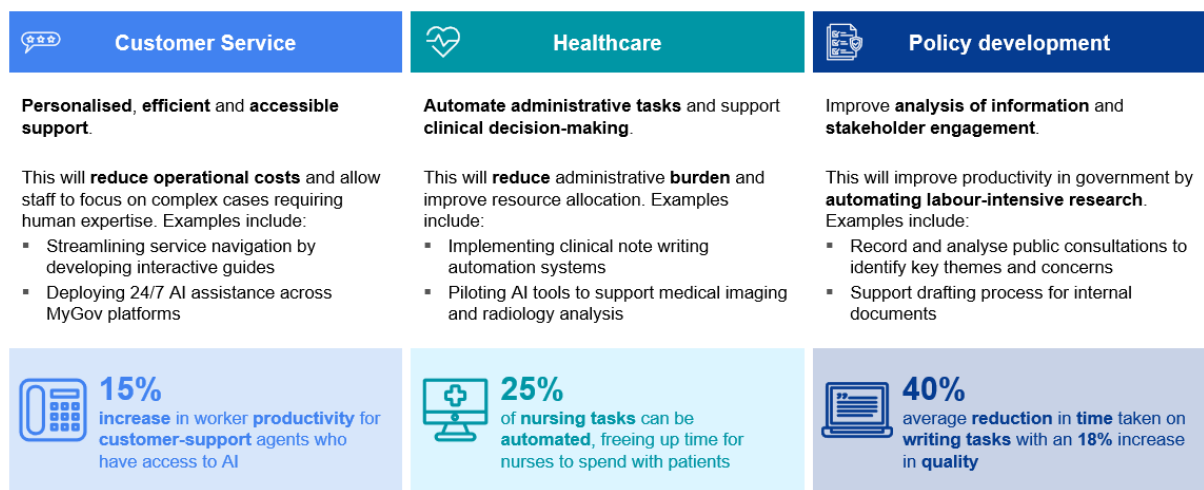 Customer Service
Personalised, efficient and accessible
support.
This will reduce operational costs and allow
staff to focus on complex cases requiring
human expertise. Examples include:
▪ Streamlining service navigation by
developing interactive guides
▪ Deploying 24/7 AI assistance across
MyGov platforms
15%
increase in worker productivity for
customer-support agents who
have access to AI
Healthcare
Automate administrative tasks and support
clinical decision-making.
This will reduce administrative burden and
improve resource allocation. Examples
include:
▪ Implementing clinical note writing
automation systems
▪ Piloting AI tools to support medical imaging
and radiology analysis
25%
of nursing tasks can be
automated, freeing up time for
nurses to spend with patients
Policy development
Improve analysis of information and
stakeholder engagement.
This will improve productivity in government by
automating labour-intensive research.
Examples include:
▪ Record and analyse public consultations to
identify key themes and concerns
▪ Support drafting process for internal
documents
40%
average reduction in time taken on
writing tasks with an 18% increase
in quality